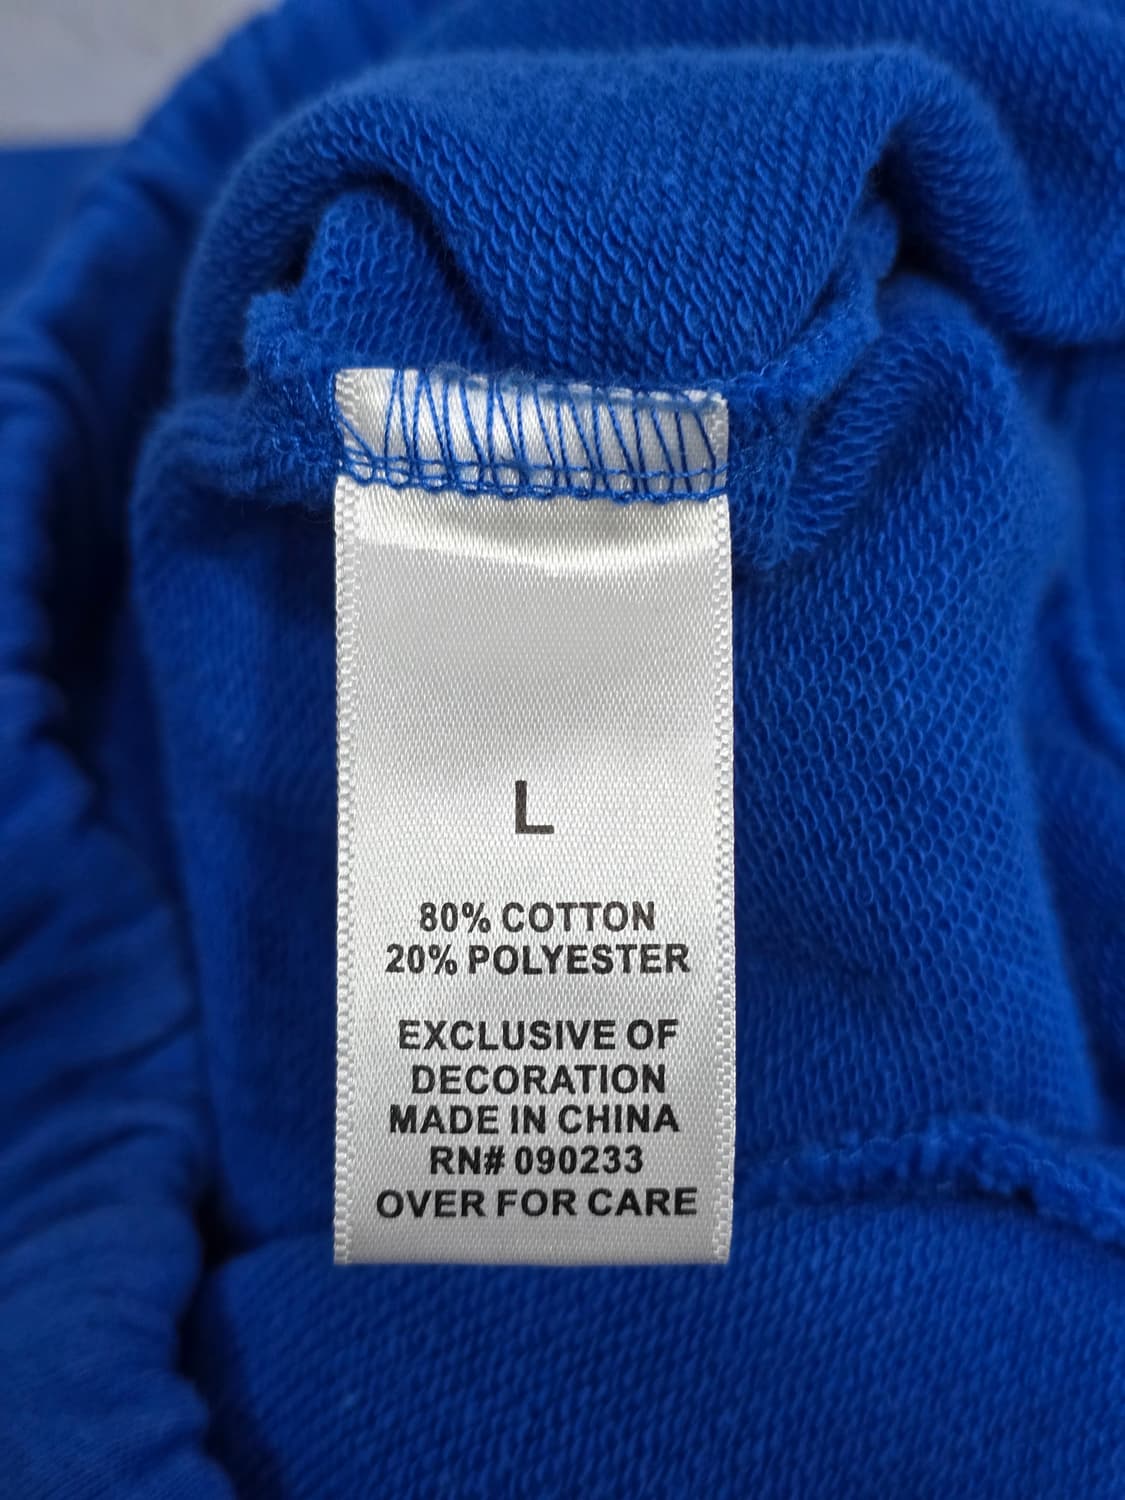 L
80% COTTON
20% POLYESTER
EXCLUSIVE OF
DECORATION
MADE IN CHINA
RN# 090233
OVER FOR CARE